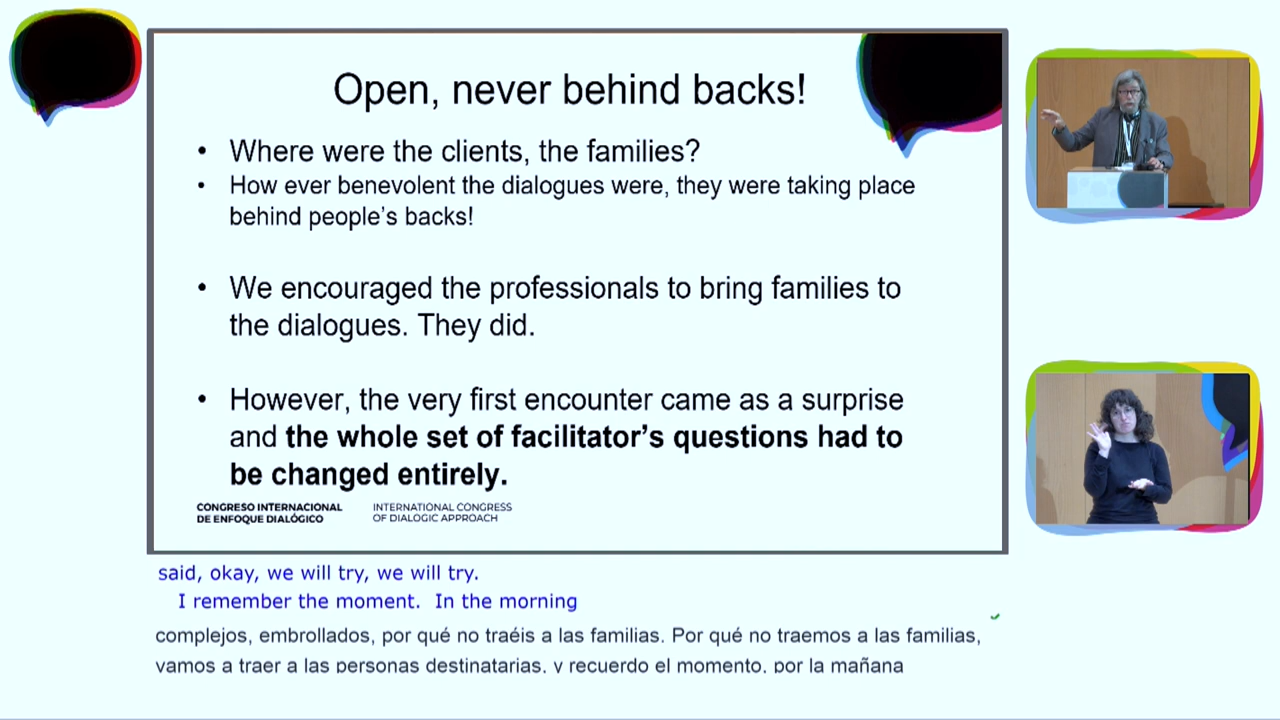 Open, never behind backs!
• Where were the clients, the families?
• How ever benevolent the dialogues were, they were taking place
behind people's backs!
• We encouraged the professionals to bring families to
the dialogues. They did.
• However, the very first encounter came as a surprise
and the whole set of facilitator's questions had to
be changed entirely.
CONGRESO INTERNACIONAL
DE ENFOQUE DIALÓGICO
INTERNATIONAL CONGRESS
OF DIALOGIC APPROACH
said, okay, we will try, we will try.
I remember the moment. In the morning
complejos, embrollados, por qué no traéis a las familias. Por qué no traemos a las familias,
vamos a traer a las personas destinatarias, y recuerdo el momento, por la mañana